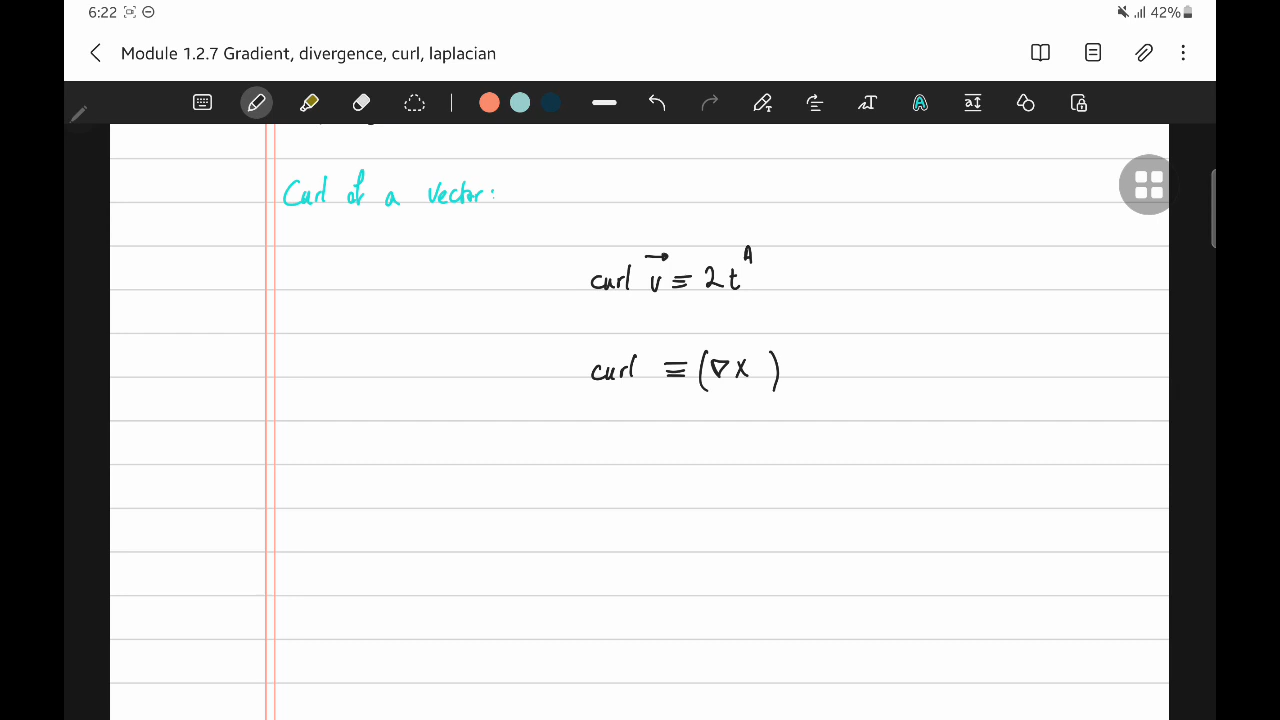 6:22 42%
Module 1.2.7 Gradient, divergence, curl, laplacian
Curl of a vector:
curl v⃗ ≡ 2t^A
curl ≡ (∇ x )